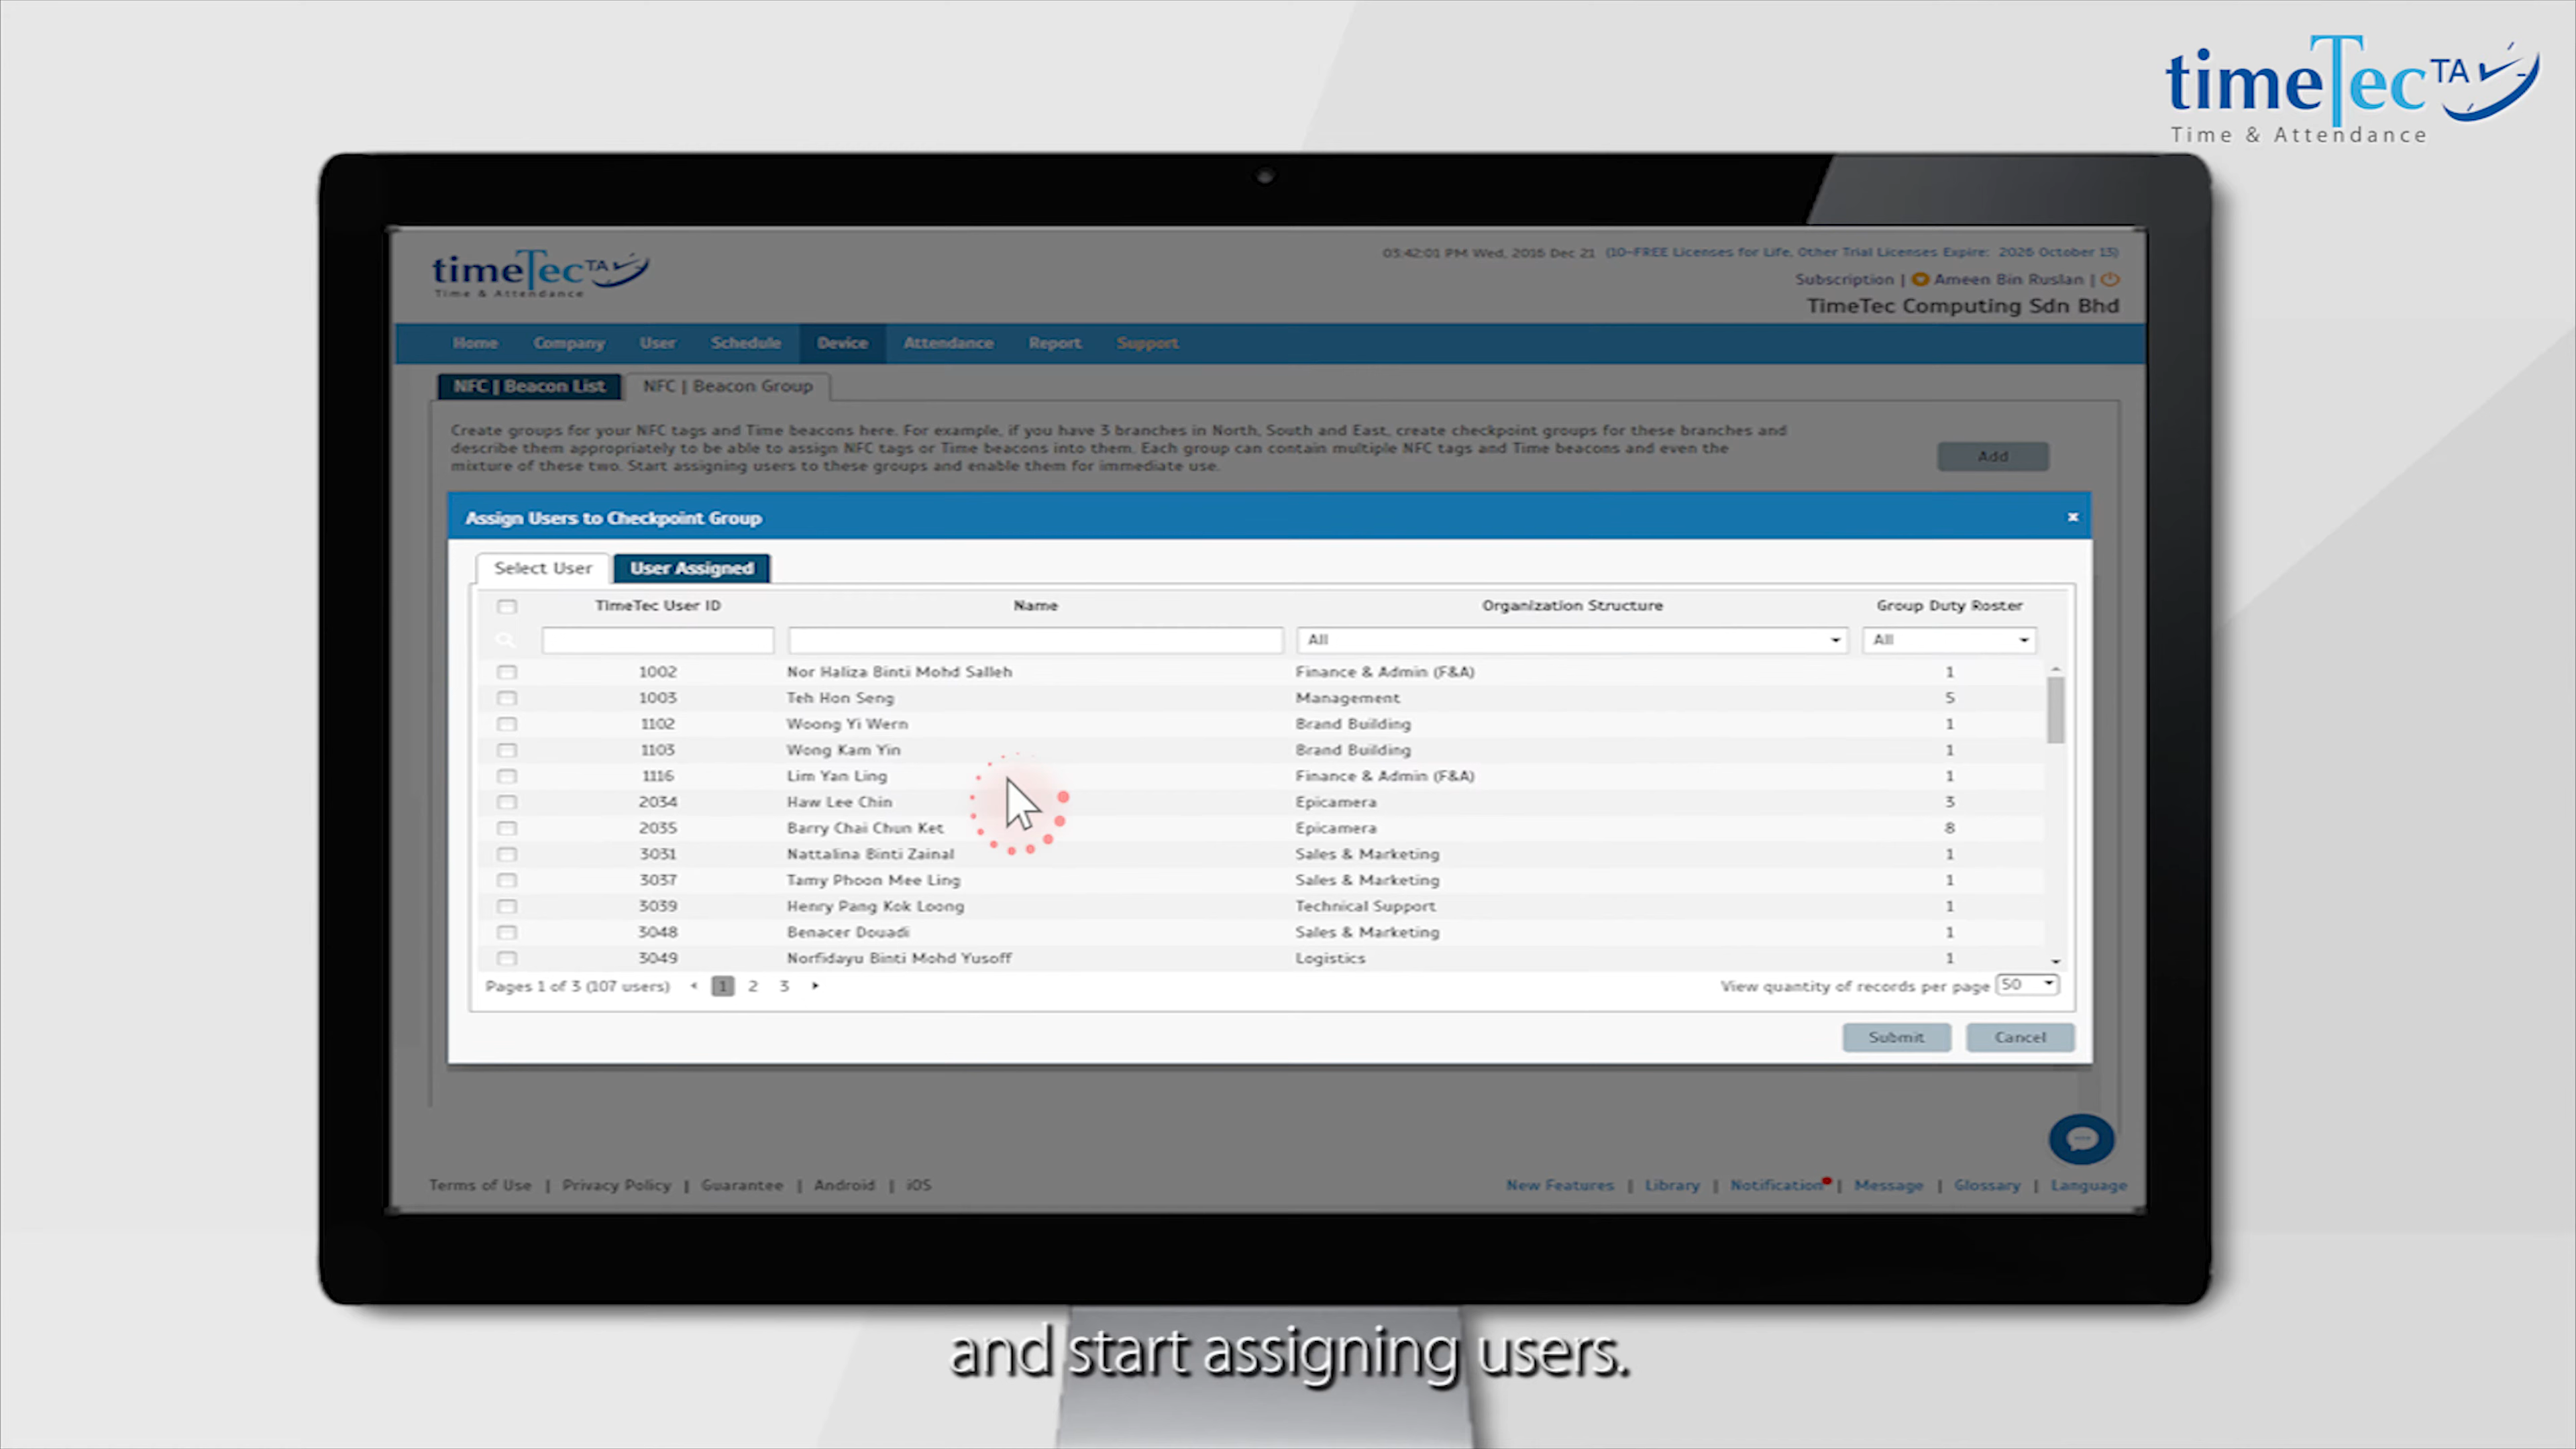 timeTec TA
Time & Attendance
timeTec TA
Time & Attendance
03:42:01 PM Wed, 2016 Dec 21 (10-FREE Licenses for Life, Other Trial Licenses Expire: 2026 October 13)
Subscription | Ameen Bin Ruslan |
TimeTec Computing Sdn Bhd
Home Company User Schedule Device Attendance Report Support
NFC | Beacon List NFC | Beacon Group
Create groups for your NFC tags and Time beacons here. For example, if you have 3 branches in North, South and East, create checkpoint groups for these branches and
describe them appropriately to be able to assign NFC tags or Time beacons into them. Each group can contain multiple NFC tags and Time beacons and even the
mixture of these two. Start assigning users to these groups and enable them for immediate use.
Add
Assign Users to Checkpoint Group
Select User User Assigned
TimeTec User ID Name Organization Structure Group Duty Roster
All All
1002 Nor Haliza Binti Mohd Salleh Finance & Admin (F&A) 1
1003 Teh Hon Seng Management 5
1102 Woong Yi Wern Brand Building 1
1103 Wong Kam Yin Brand Building 1
1116 Lim Yan Ling Finance & Admin (F&A) 1
2034 Haw Lee Chin Epicamera 3
2035 Barry Chai Chun Ket Epicamera 8
3031 Nattalina Binti Zainal Sales & Marketing 1
3037 Tamy Phoon Mee Ling Sales & Marketing 1
3039 Henry Pang Kok Loong Technical Support 1
3048 Benacer Douadi Sales & Marketing 1
3049 Norfidayu Binti Mohd Yusoff Logistics 1
Pages 1 of 3 (107 users) 1 2 3 View quantity of records per page 50
Submit Cancel
Terms of Use | Privacy Policy | Guarantee | Android | iOS
New Features | Library | Notification | Message | Glossary | Language
and start assigning users.